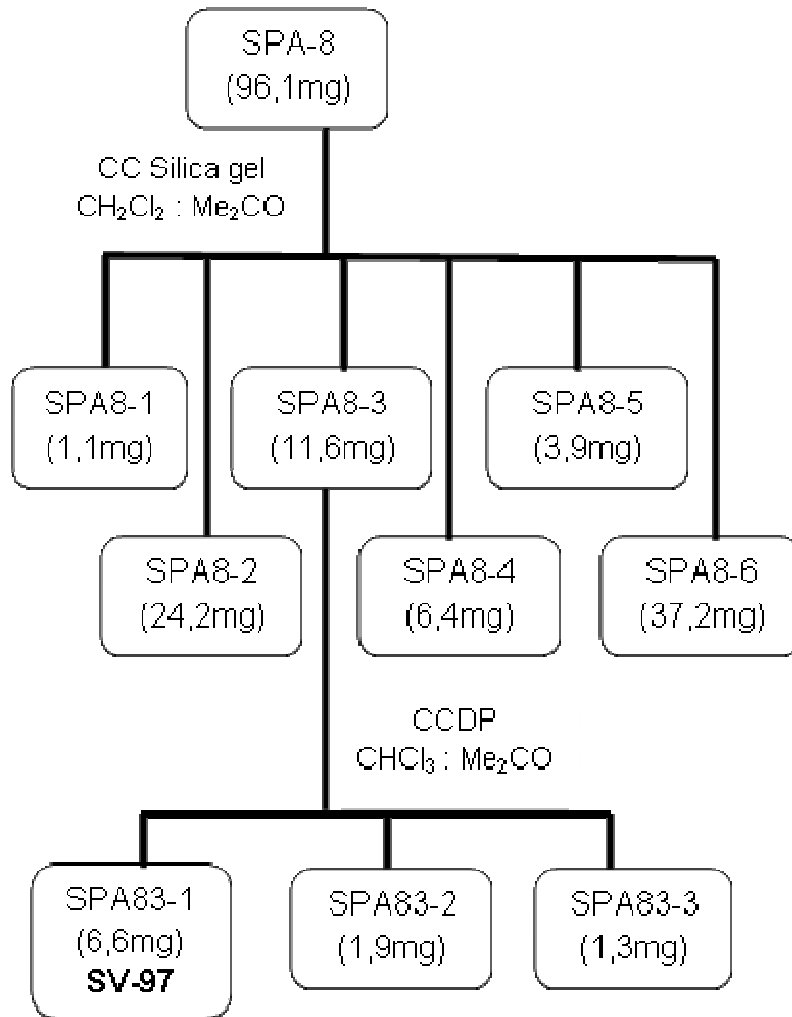 SPA-8
(96,1mg)
CC Silica gel
CH₂Cl₂ : Me₂CO
SPA8-1
(1,1mg)
SPA8-3
(11,6mg)
SPA8-5
(3,9mg)
SPA8-2
(24,2mg)
SPA8-4
(6,4mg)
SPA8-6
(37,2mg)
CCDP
CHCl₃ : Me₂CO
SPA83-1
(6,6mg)
SV-97
SPA83-2
(1,9mg)
SPA83-3
(1,3mg)